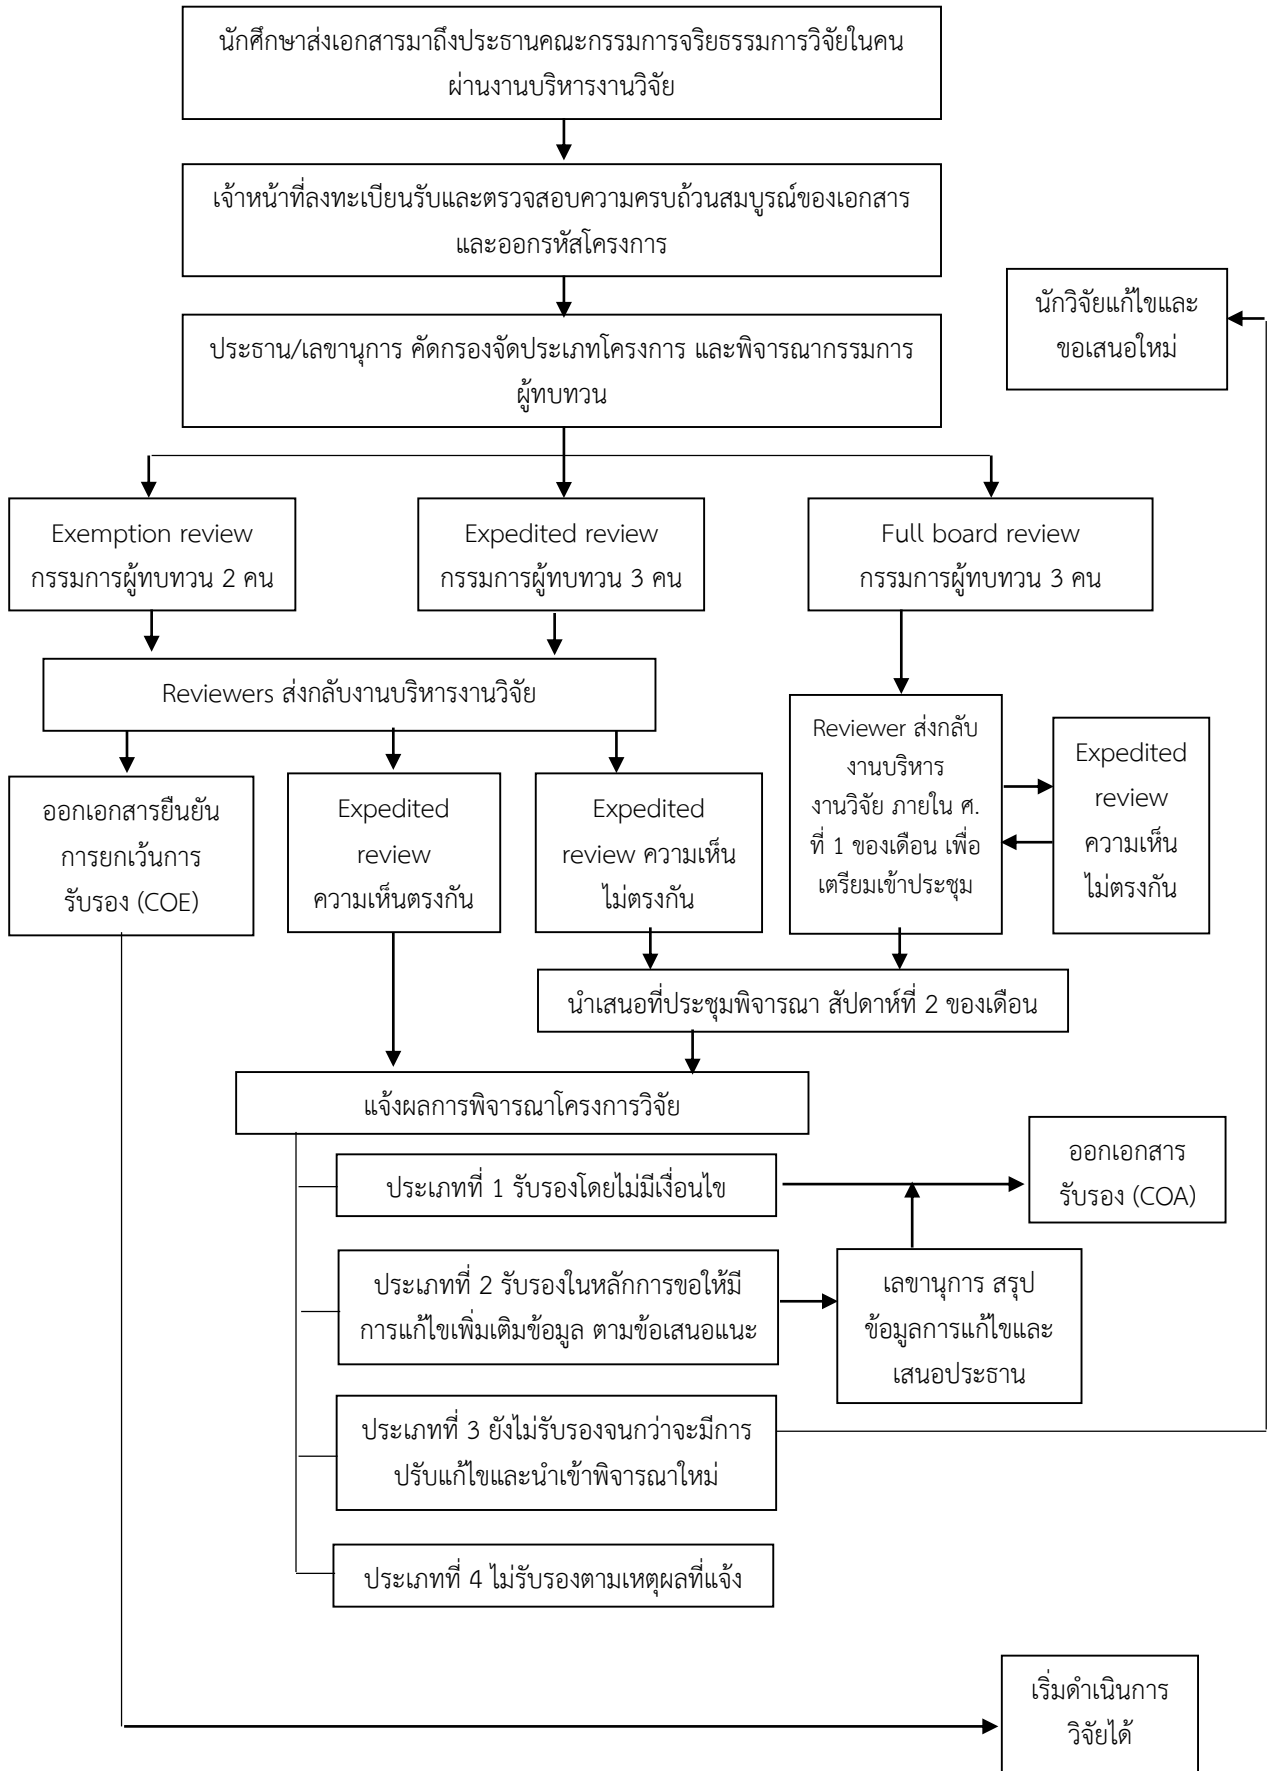 นักศึกษาส่งเอกสารมาถึงประธานคณะกรรมการจริยธรรมการวิจัยในคน
ผ่านงานบริหารงานวิจัย
เจ้าหน้าที่ลงทะเบียนรับและตรวจสอบความครบถ้วนสมบูรณ์ของเอกสาร
และออกรหัสโครงการ
นักวิจัยแก้ไขและ
ขอเสนอใหม่
ประธาน/เลขานุการ คัดกรองจัดประเภทโครงการ และพิจารณากรรมการ
ผู้ทบทวน
Exemption review
กรรมการผู้ทบทวน 2 คน
Expedited review
กรรมการผู้ทบทวน 3 คน
Full board review
กรรมการผู้ทบทวน 3 คน
Reviewers ส่งกลับงานบริหารงานวิจัย
ออกเอกสารยืนยัน
การยกเว้นการ
รับรอง (COE)
Expedited
review
ความเห็นตรงกัน
Expedited
review ความเห็น
ไม่ตรงกัน
Reviewer ส่งกลับ
งานบริหาร
งานวิจัย ภายใน ศ.
ที่ 1 ของเดือน เพื่อ
เตรียมเข้าประชุม
Expedited
review
ความเห็น
ไม่ตรงกัน
นำเสนอที่ประชุมพิจารณา สัปดาห์ที่ 2 ของเดือน
แจ้งผลการพิจารณาโครงการวิจัย
ประเภทที่ 1 รับรองโดยไม่มีเงื่อนไข
ออกเอกสาร
รับรอง (COA)
ประเภทที่ 2 รับรองในหลักการขอให้มี
การแก้ไขเพิ่มเติมข้อมูล ตามข้อเสนอแนะ
เลขานุการ สรุป
ข้อมูลการแก้ไขและ
เสนอประธาน
ประเภทที่ 3 ยังไม่รับรองจนกว่าจะมีการ
ปรับแก้ไขและนำเข้าพิจารณาใหม่
ประเภทที่ 4 ไม่รับรองตามเหตุผลที่แจ้ง
เริ่มดำเนินการ
วิจัยได้